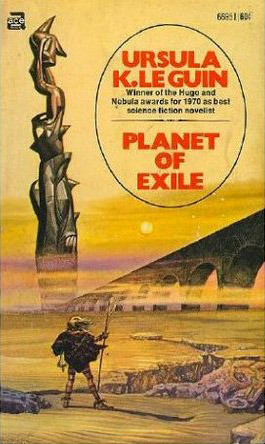 ace
66951 | 60¢
URSULA
K. LE GUIN
Winner of the Hugo and
Nebula awards for 1970 as best
science fiction novelist
PLANET
OF
EXILE